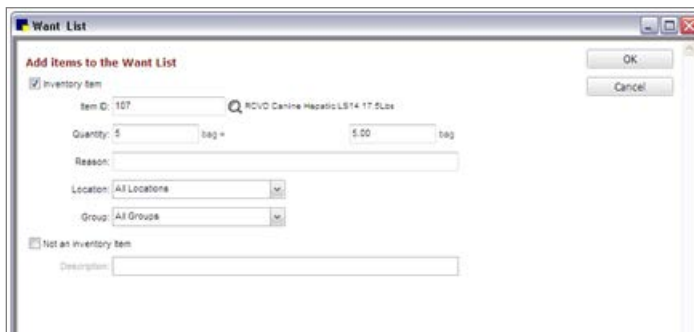 Want List
Add items to the Want List
OK
Inventory item
Cancel
Item ID: 107 RCVD Canine Hepatic LS14 17.5Lbs
Quantity: 5 bag = 5.00 bag
Reason:
Location: All Locations
Group: All Groups
Not an inventory item
Description: